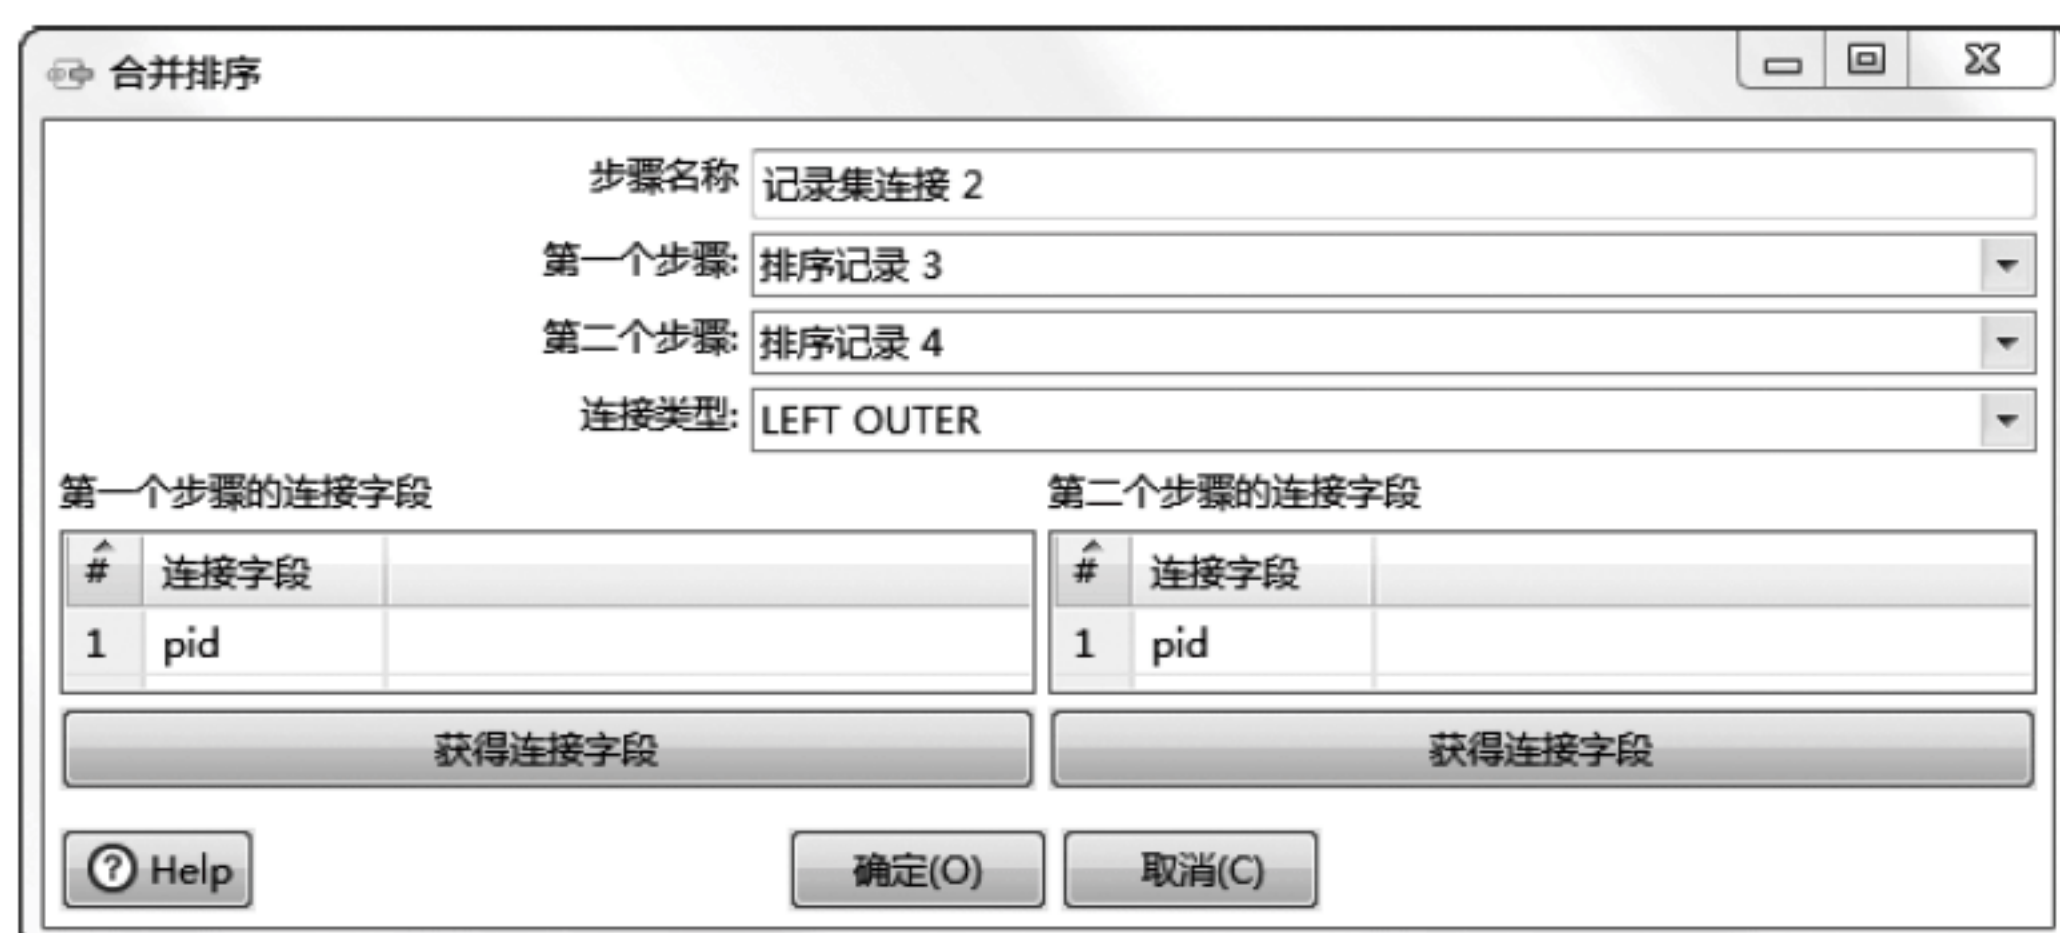 合并排序
步骤名称 记录集连接 2
第一个步骤: 排序记录 3
第二个步骤: 排序记录 4
连接类型: LEFT OUTER
第一个步骤的连接字段 第二个步骤的连接字段
# 连接字段 # 连接字段
1 pid 1 pid
获得连接字段 获得连接字段
Help 确定(O) 取消(C)